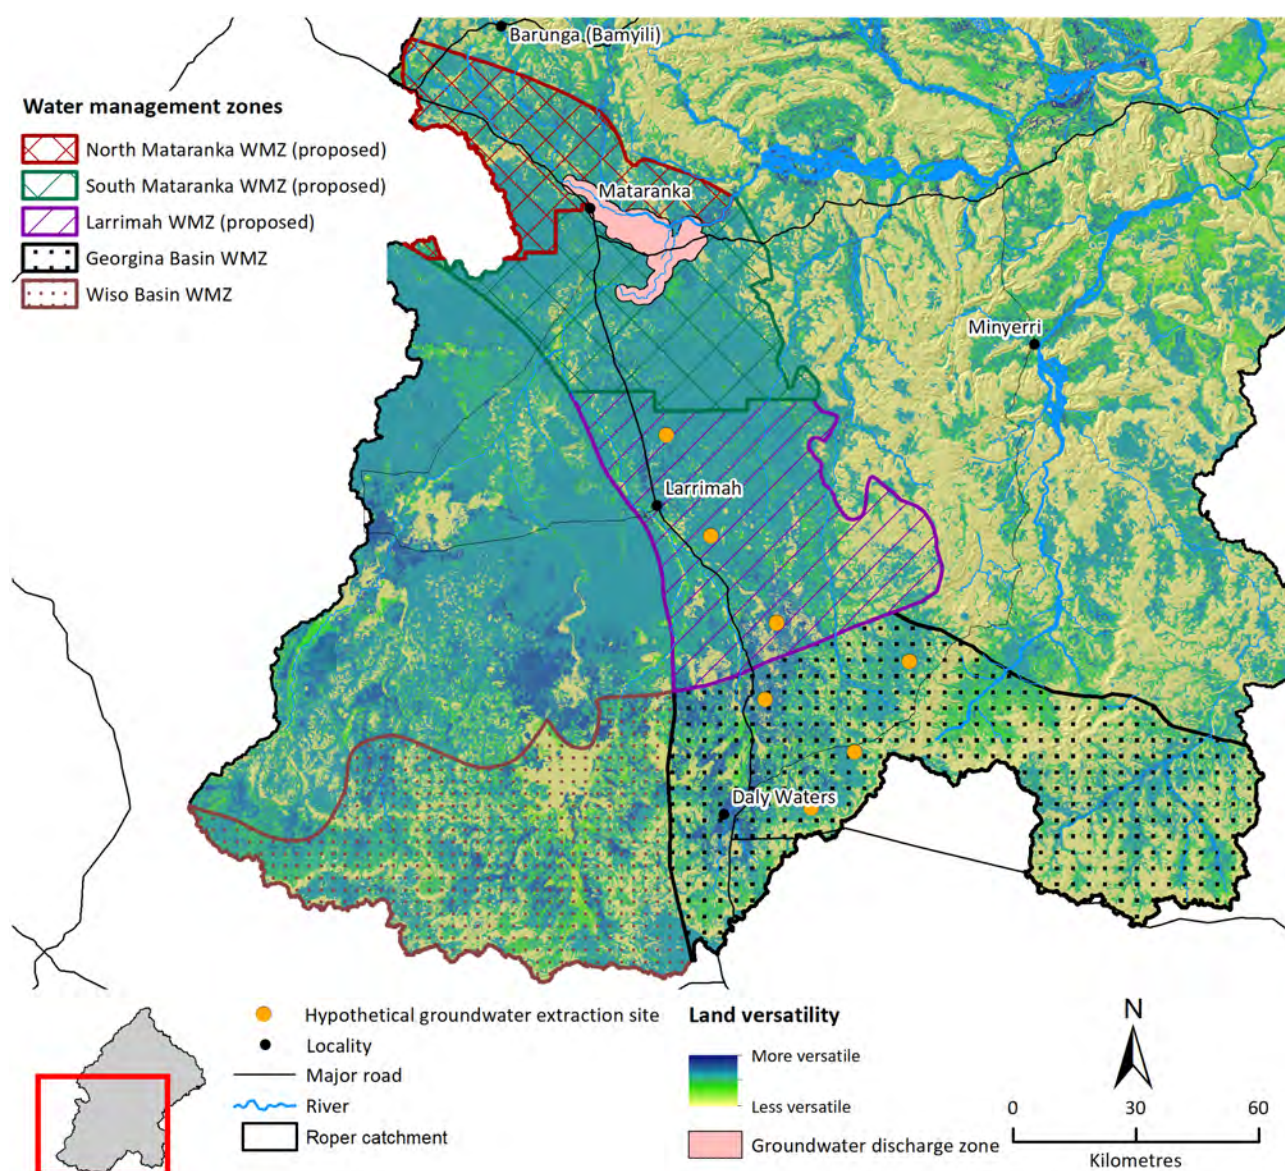 Barunga (Bamyili)
Water management zones
North Mataranka WMZ (proposed)
South Mataranka WMZ (proposed)
Larrimah WMZ (proposed)
Georgina Basin WMZ
Wiso Basin WMZ
Mataranka
Minyerri
Larrimah
Daly Waters
Hypothetical groundwater extraction site
Locality
Major road
River
Roper catchment
Land versatility
More versatile
Less versatile
Groundwater discharge zone
N
0 30 60
Kilometres